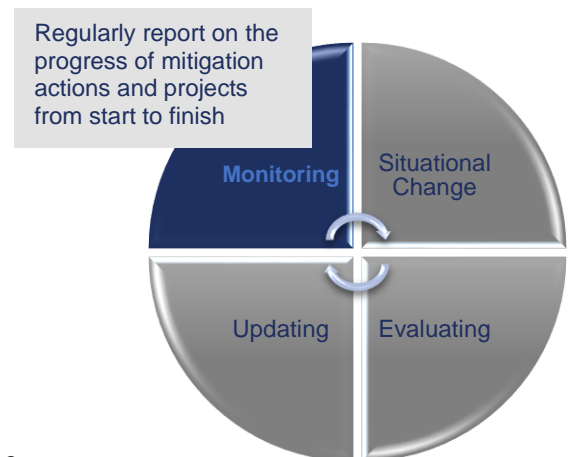 Regularly report on the
progress of mitigation
actions and projects
from start to finish
Monitoring
Situational
Change
Updating
Evaluating